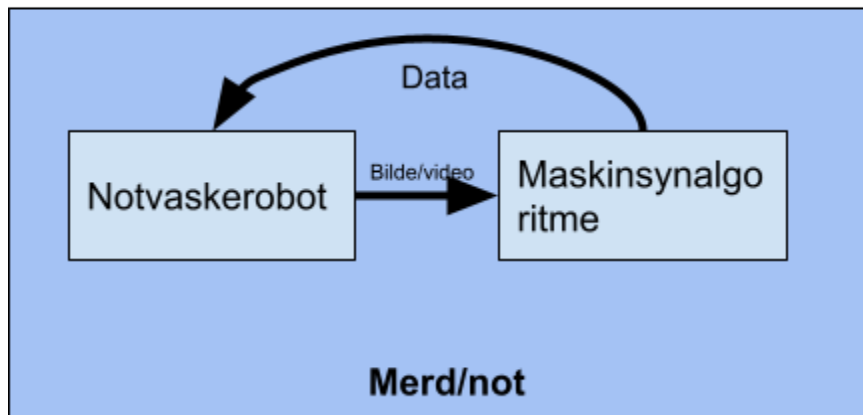 Data
Notvaskerobot
Bilde/video
Maskinsynalgo
ritme
Merd/not